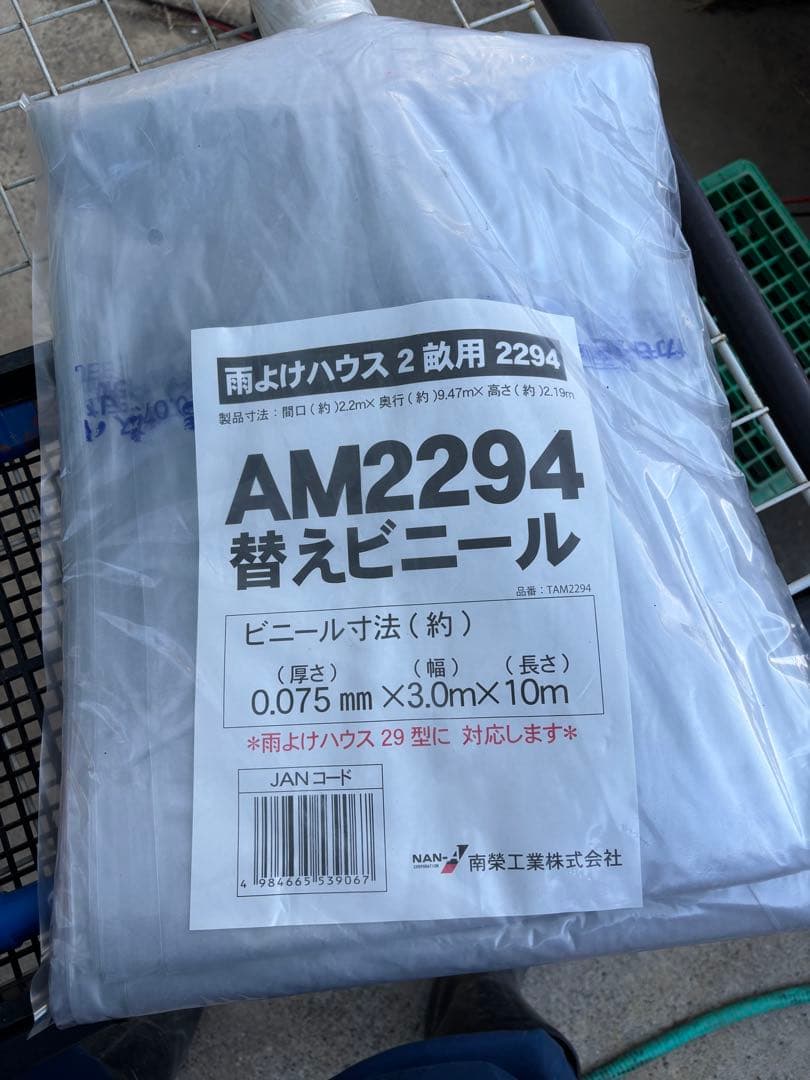 雨よけハウス2畝用 2294
製品寸法：間口(約)2.2m×奥行(約)9.47m×高さ(約)2.19m
AM2294
替えビニール
品番：TAM2294
ビニール寸法(約)
(厚さ) (幅) (長さ)
0.075㎜×3.0m×10m
*雨よけハウス29型に 対応します*
JANコード
4 984665 539067
NAN-A
CORPORATION
南榮工業株式会社